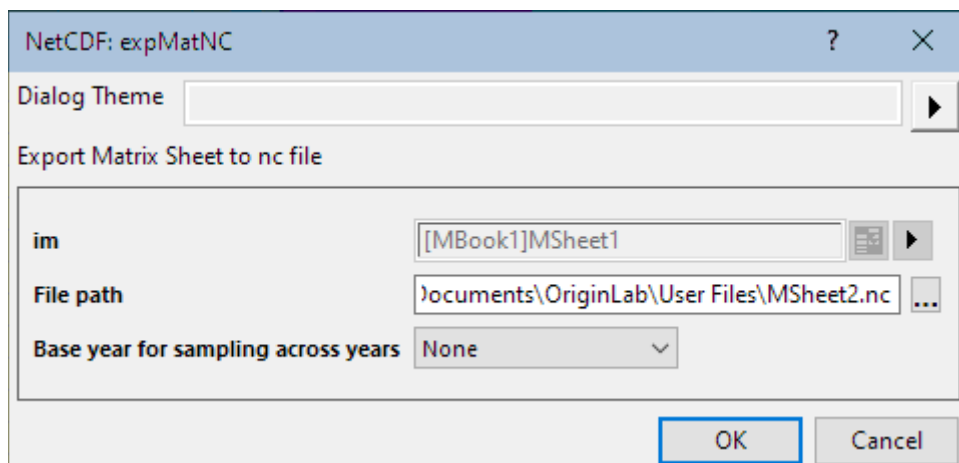 NetCDF: expMatNC ?
Dialog Theme
Export Matrix Sheet to nc file
im [MBook1]MSheet1
File path Documents\OriginLab\User Files\MSheet2.nc ...
Base year for sampling across years None
OK Cancel